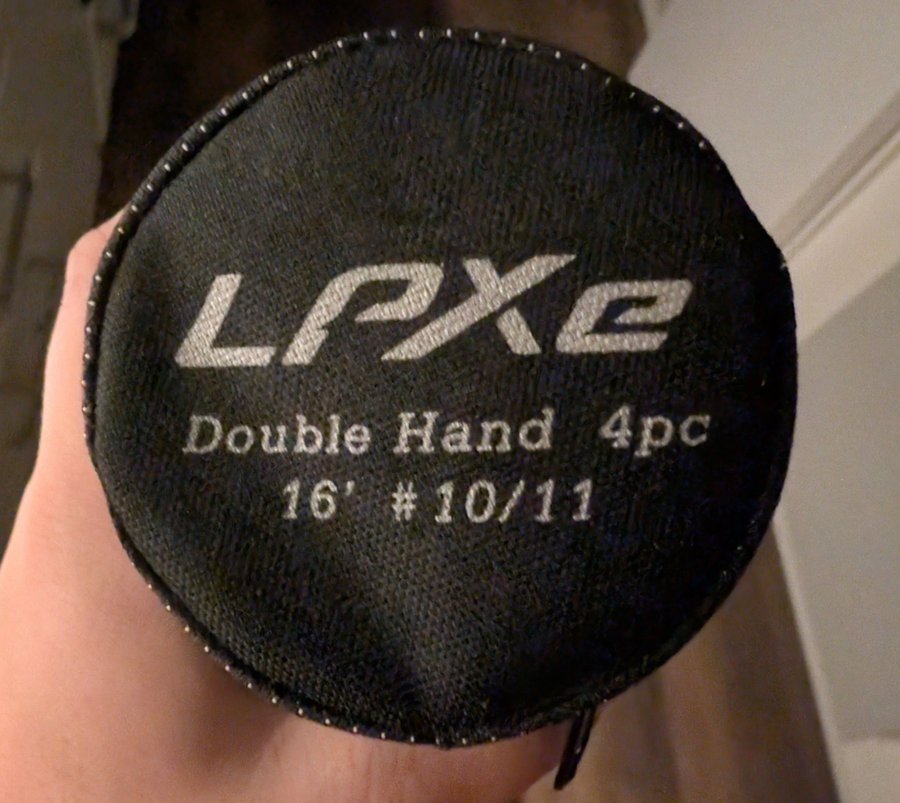 LPXe
Double Hand 4pc
16' #10/11